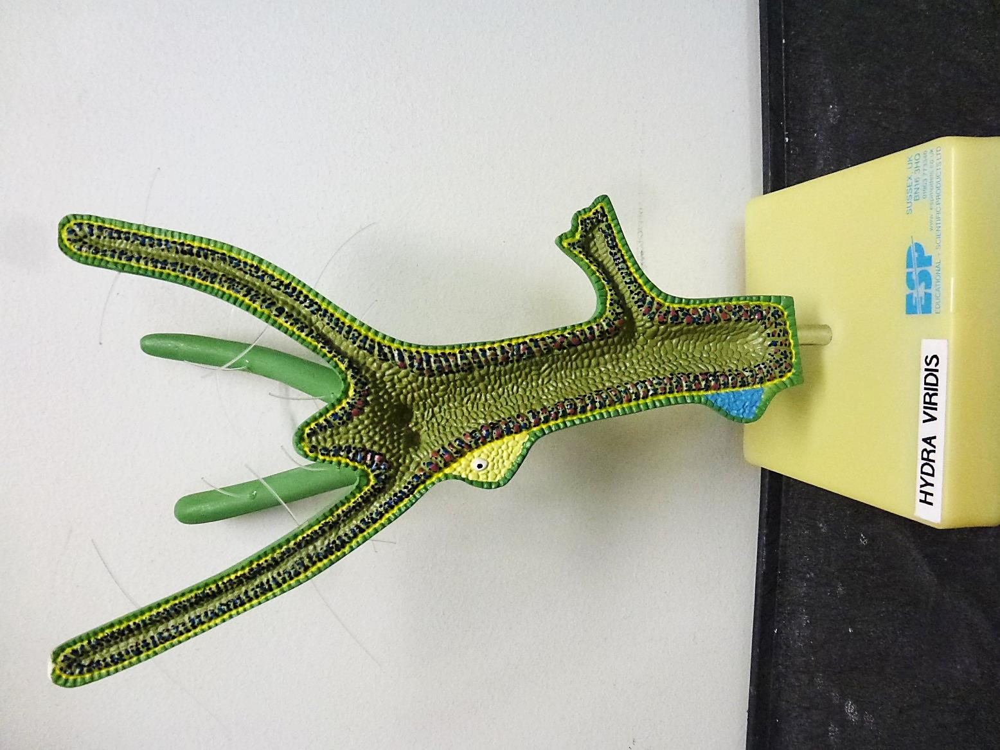 HYDRA VIRIDIS
ESP
EDUCATIONAL + SCIENTIFIC PRODUCTS LTD
SUSSEX, UK
BN16 3HQ
01903 773340
www.espmodels.co.uk